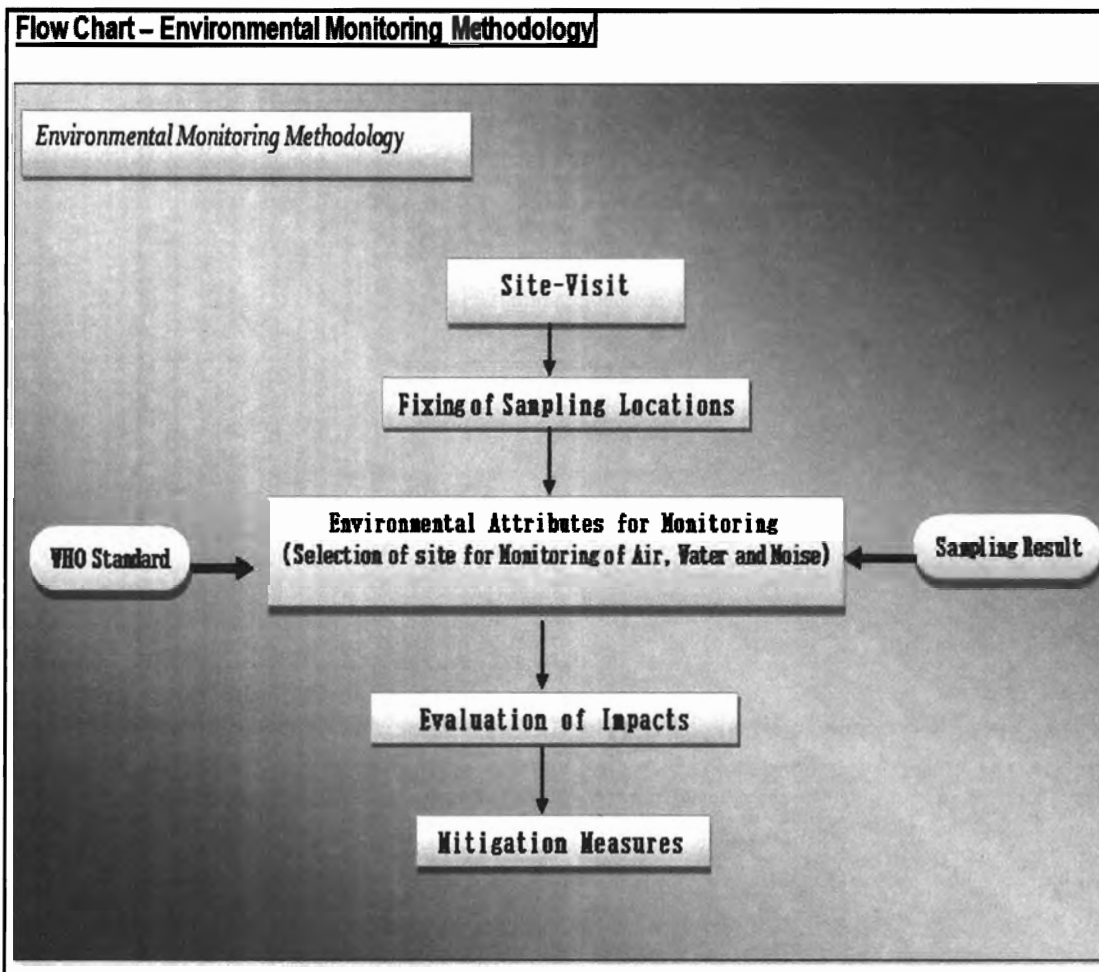 Flow Chart – Environmental Monitoring Methodology
Environmental Monitoring Methodology
Site-Visit
Fixing of Sampling Locations
Environmental Attributes for Monitoring
(Selection of site for Monitoring of Air, Water and Noise)
WHO Standard
Sampling Result
Evaluation of Impacts
Mitigation Measures